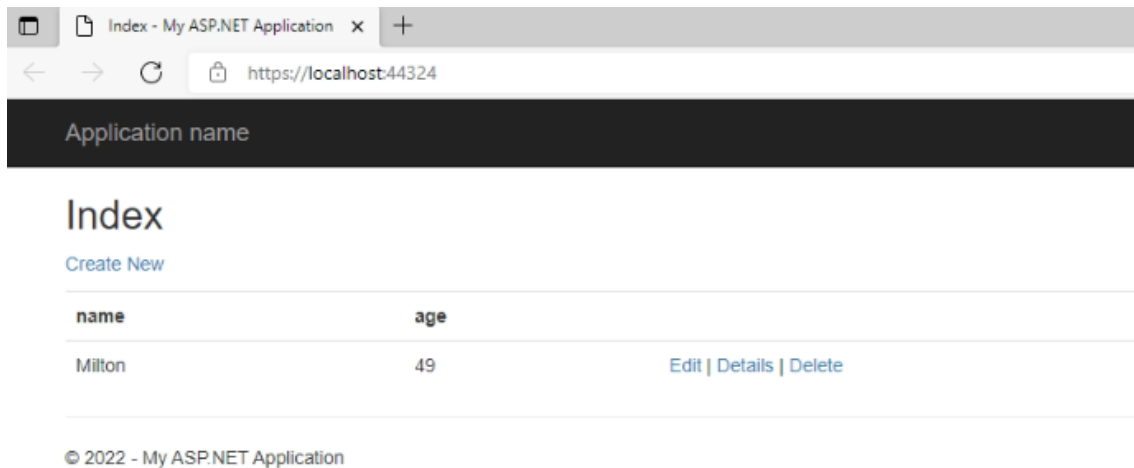 Index - My ASP.NET Application
https://localhost:44324
Application name
Index
Create New
name age
Milton 49 Edit | Details | Delete
© 2022 - My ASP.NET Application